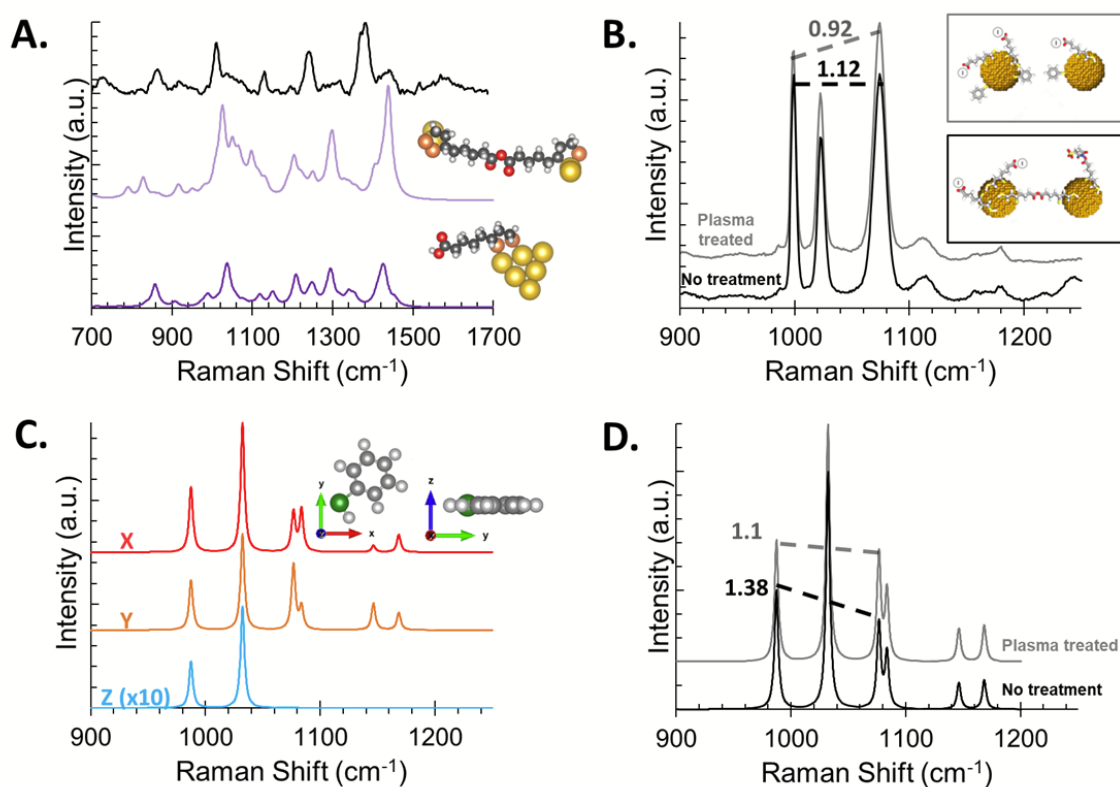 A.
Intensity (a.u.)
700 900 1100 1300 1500 1700
Raman Shift (cm-1)
B.
Intensity (a.u.)
0.92
1.12
Plasma
treated
No treatment
900 1000 1100 1200
Raman Shift (cm-1)
C.
Intensity (a.u.)
y
x
z
y
X
Y
Z (x10)
900 1000 1100 1200
Raman Shift (cm-1)
D.
Intensity (a.u.)
1.1
1.38
Plasma treated
No treatment
900 1000 1100 1200
Raman Shift (cm-1)